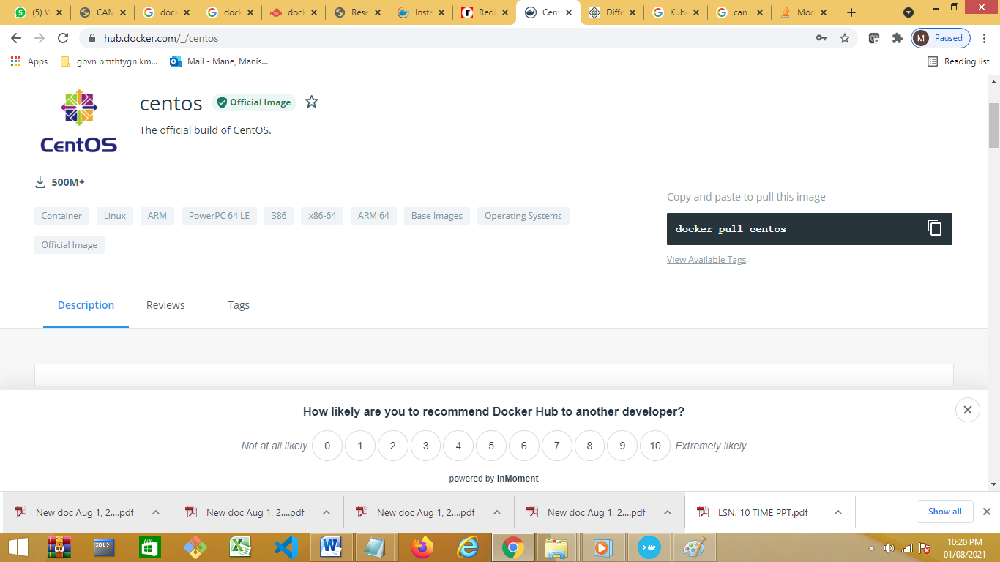 (5) W
CAM
dock
dock
dock
Rese
Insta
Redi
Cent
Diffe
Kube
can
Moc
hub.docker.com/_/centos
M Paused
Apps
gbvn bmthtygn km...
Mail - Mane, Manis...
Reading list
centos
Official Image
The official build of CentOS.
CentOS
500M+
Container Linux ARM PowerPC 64 LE 386 x86-64 ARM 64 Base Images Operating Systems
Official Image
Copy and paste to pull this image
docker pull centos
View Available Tags
Description Reviews Tags
How likely are you to recommend Docker Hub to another developer?
Not at all likely 0 1 2 3 4 5 6 7 8 9 10 Extremely likely
powered by InMoment
New doc Aug 1, 2....pdf
New doc Aug 1, 2....pdf
New doc Aug 1, 2....pdf
New doc Aug 1, 2....pdf
LSN. 10 TIME PPT.pdf
Show all
SQL>
10:20 PM
01/08/2021